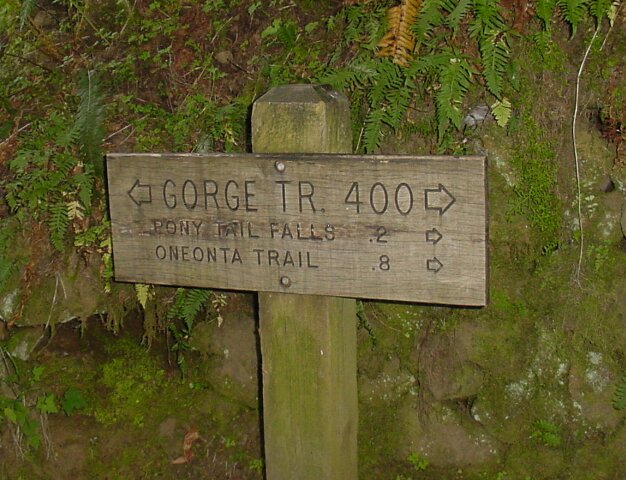 GORGE TR. 400
PONY TAIL FALLS .2
ONEONTA TRAIL .8